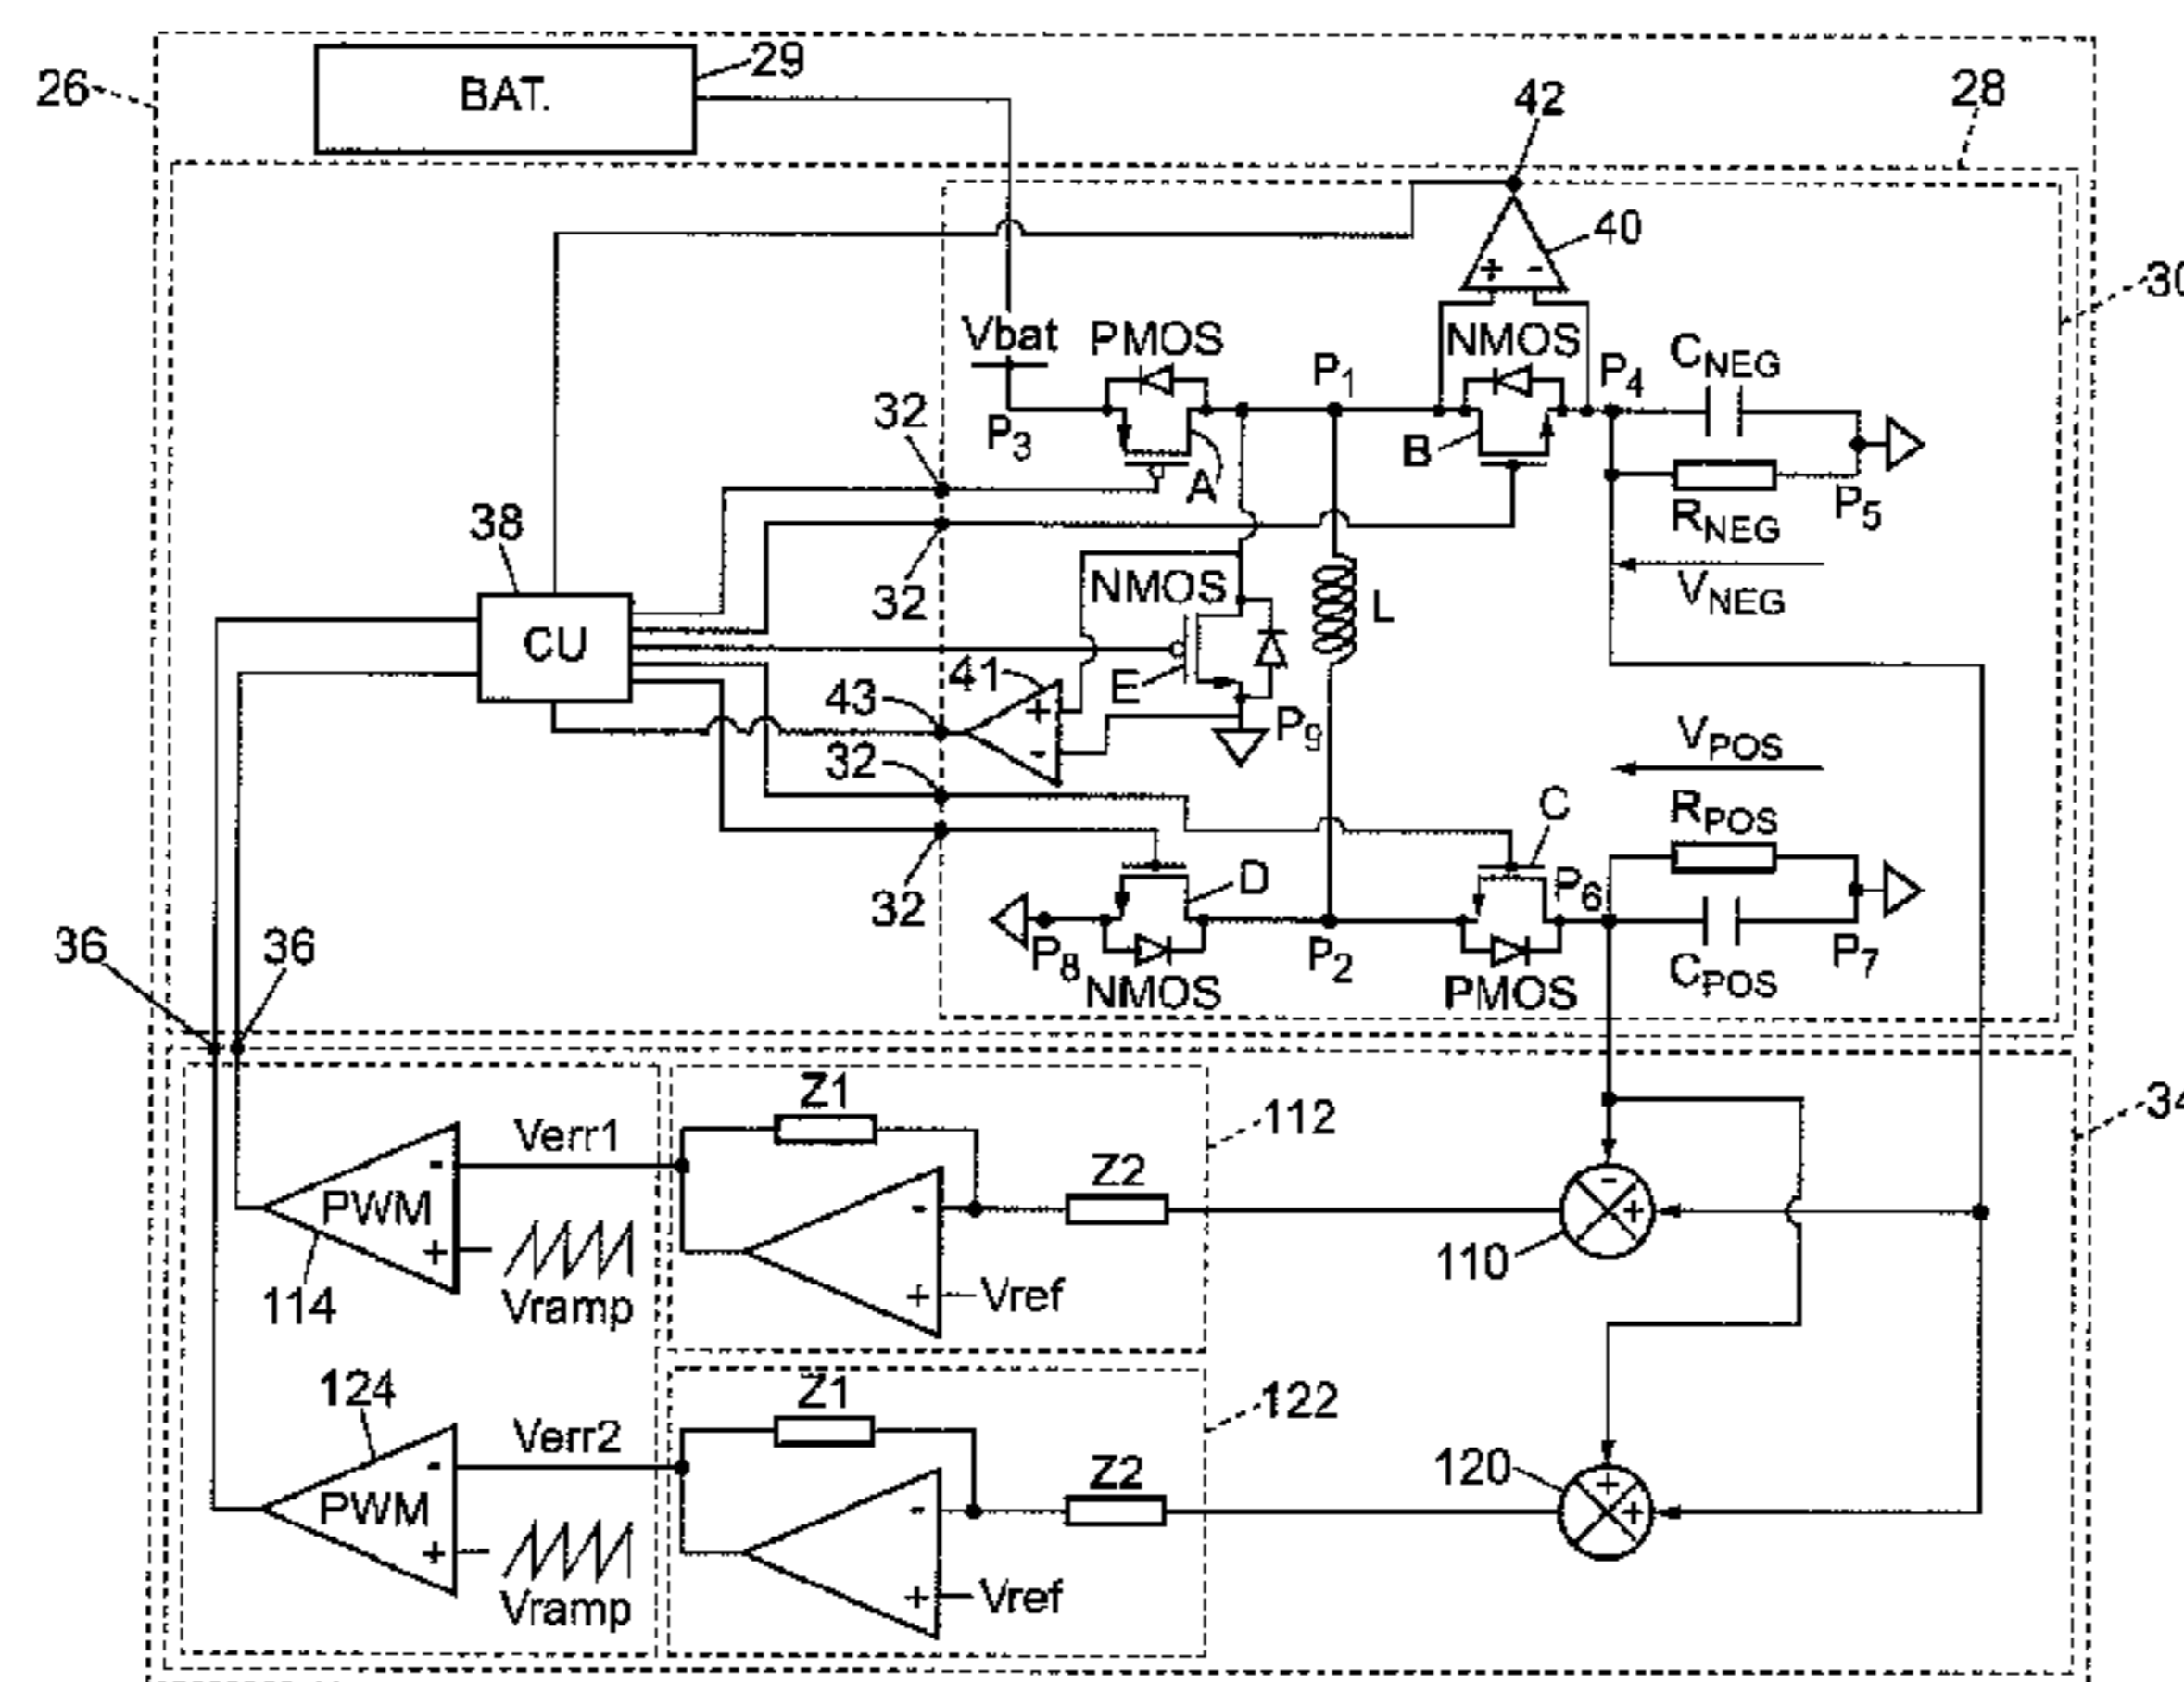 26
BAT.
29
42
28
40
30
+ -
Vbat
PMOS
P1
NMOS
P4
CNEG
32
P3
A
B
RNEG
P5
38
32
NMOS
L
VNEG
CU
E
41
43
+
-
P9
VPOS
32
C
RPOS
32
D
P6
P8
P2
CPOS
P7
NMOS
PMOS
36
36
Z1
112
34
Verr1
-
PWM
+
114
Vramp
-
Z2
-
+
110
+ Vref
124
Z1
122
Verr2
-
PWM
+
Vramp
-
Z2
120
+
+
+ Vref